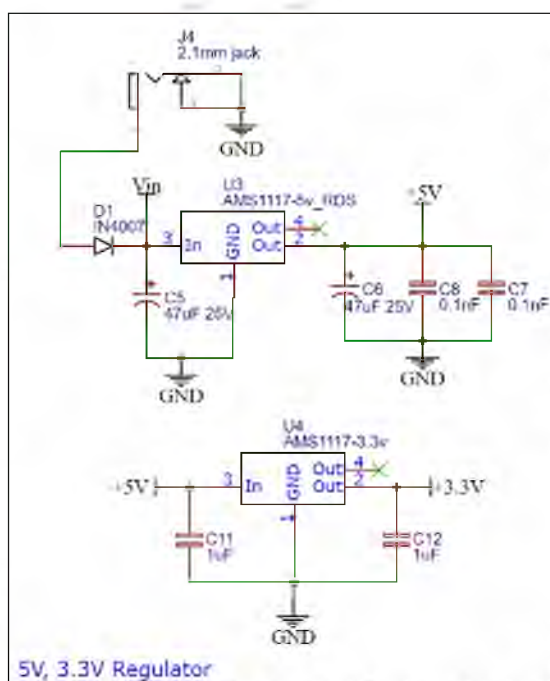 J4
2.1mm jack
GND
Vin
D1
IN4007
U3
AMS1117-5v_RDS
3 In
GND
Out 4
Out 2
1
+5V
C5
47uF 25V
C6
47uF 25V
C8
0.1nF
C7
0.1nF
GND
GND
U4
AMS1117-3.3v
+5V
3 In
GND
Out 4
Out 2
+3.3V
1
C11
1uF
C12
1uF
GND
5V, 3.3V Regulator